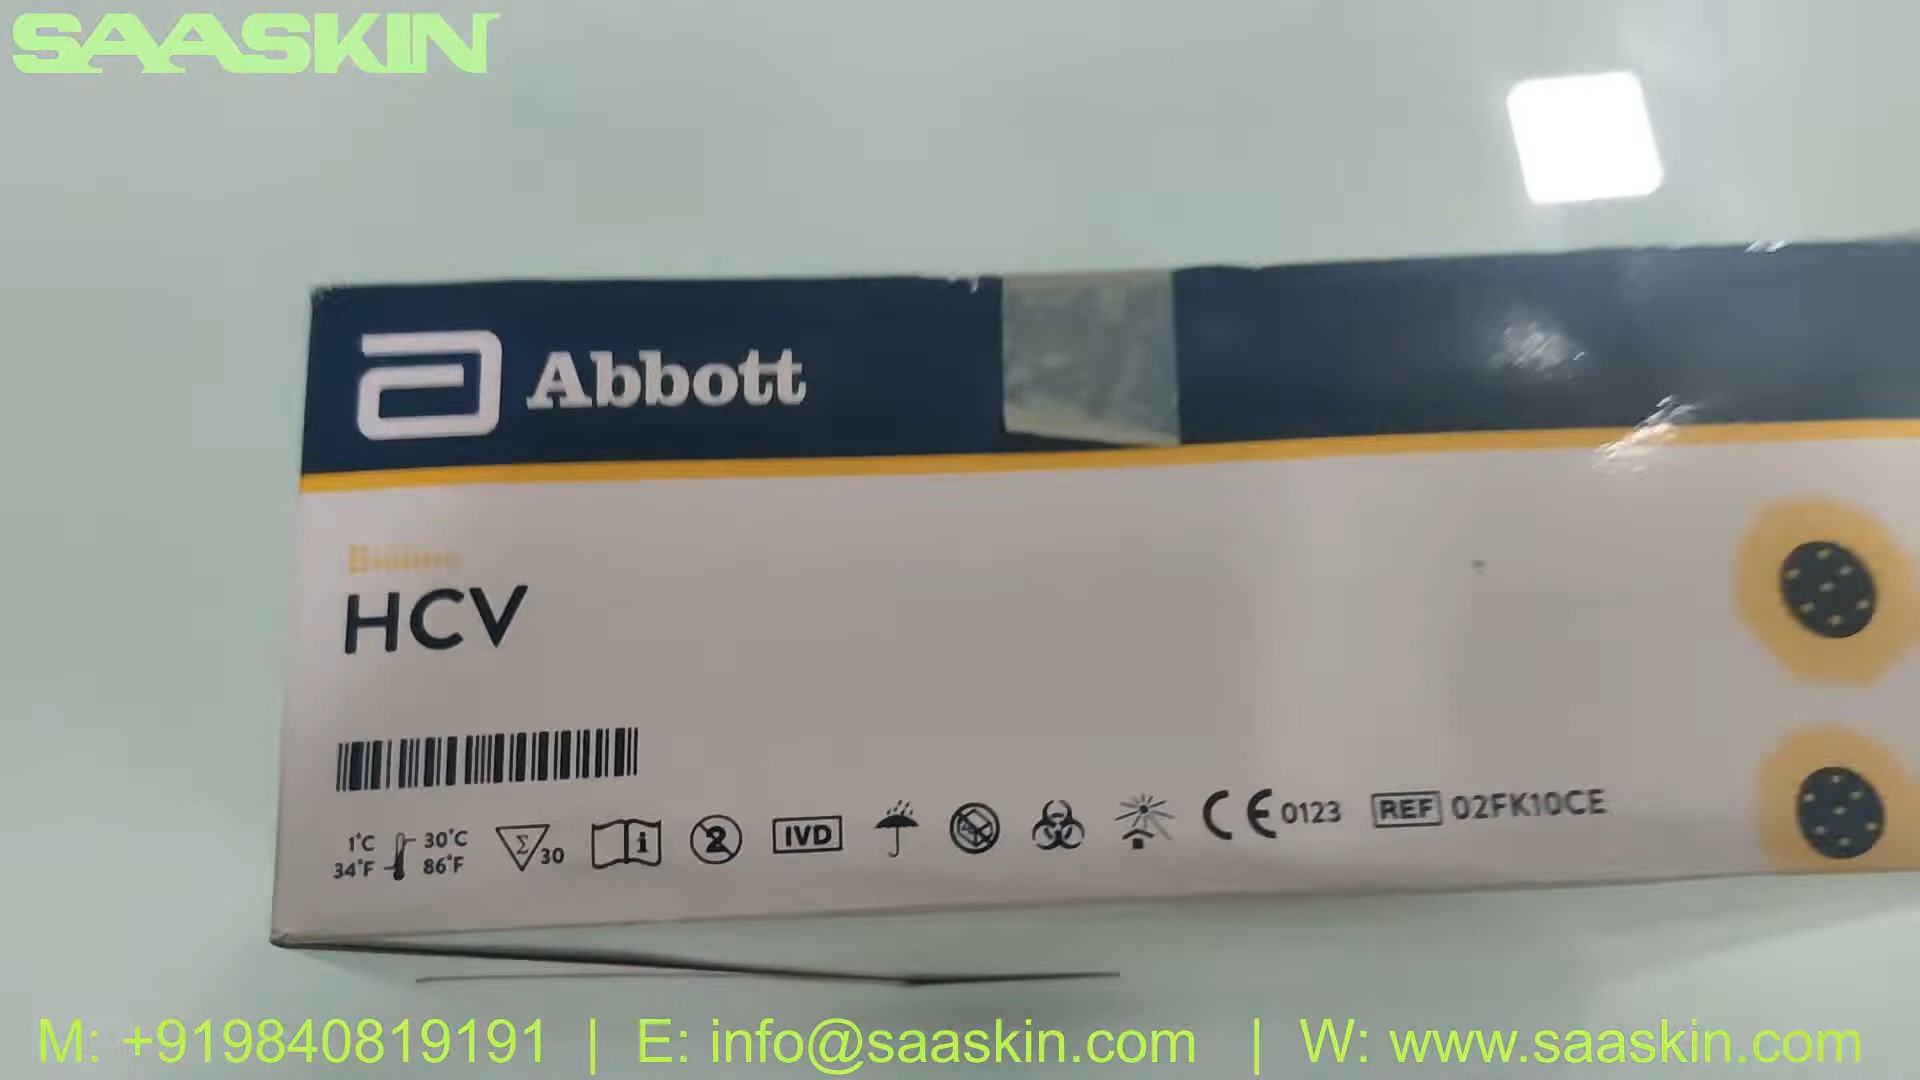 SAASKIN
Abbott
HCV
1°C 30°C
34°F 86°F
Σ 30
i
2
IVD
CE 0123
REF 02FK10CE
M: +919840819191 | E: info@saaskin.com | W: www.saaskin.com